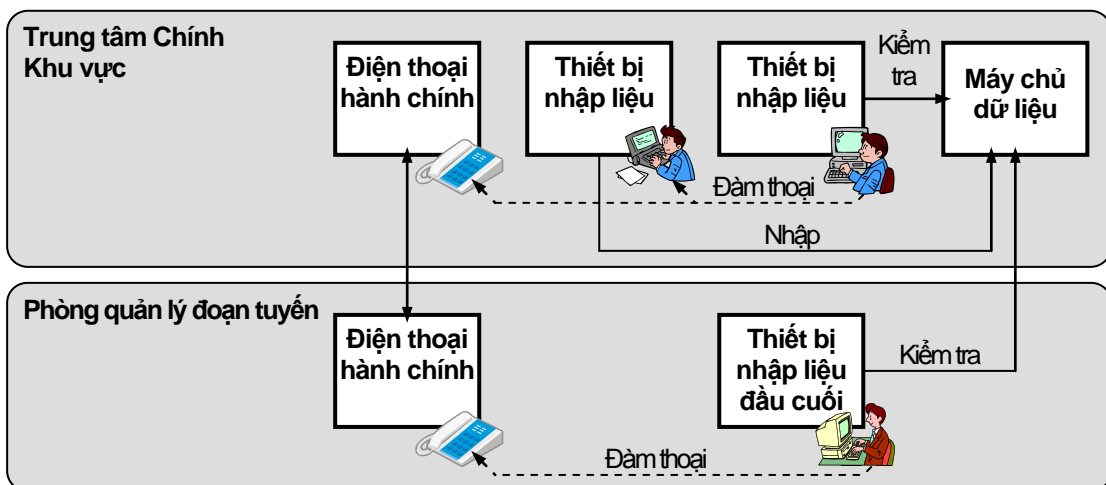 Trung tâm Chính
Khu vực
Điện thoại
hành chính
Thiết bị
nhập liệu
Thiết bị
nhập liệu
Kiểm
tra
Máy chủ
dữ liệu
Đàm thoại
Nhập
Phòng quản lý đoạn tuyến
Điện thoại
hành chính
Thiết bị
nhập liệu
đầu cuối
Kiểm tra
Đàm thoại